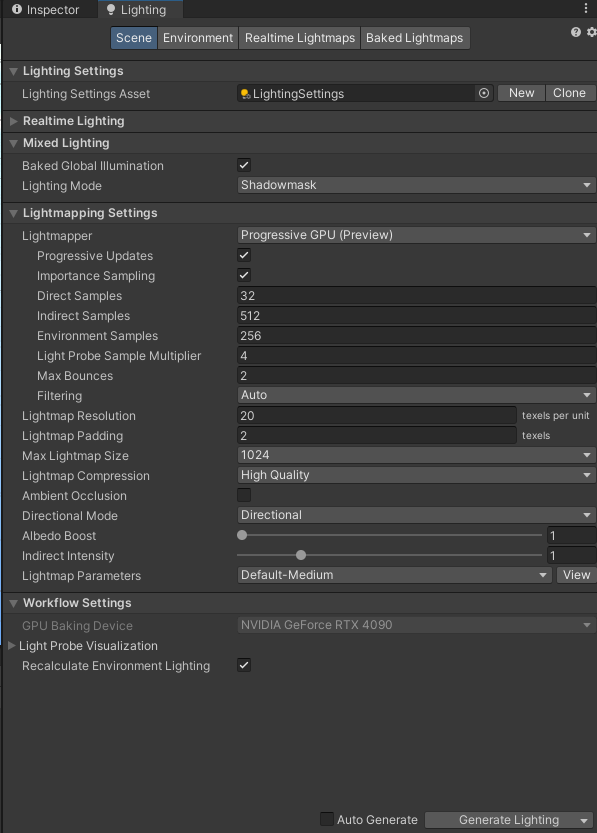 Inspector
Lighting
Scene Environment Realtime Lightmaps Baked Lightmaps
Lighting Settings
Lighting Settings Asset LightingSettings New Clone
Realtime Lighting
Mixed Lighting
Baked Global Illumination
Lighting Mode Shadowmask
Lightmapping Settings
Lightmapper Progressive GPU (Preview)
Progressive Updates
Importance Sampling
Direct Samples 32
Indirect Samples 512
Environment Samples 256
Light Probe Sample Multiplier 4
Max Bounces 2
Filtering Auto
Lightmap Resolution 20 texels per unit
Lightmap Padding 2 texels
Max Lightmap Size 1024
Lightmap Compression High Quality
Ambient Occlusion
Directional Mode Directional
Albedo Boost 1
Indirect Intensity 1
Lightmap Parameters Default-Medium View
Workflow Settings
GPU Baking Device NVIDIA GeForce RTX 4090
Light Probe Visualization
Recalculate Environment Lighting
Auto Generate Generate Lighting